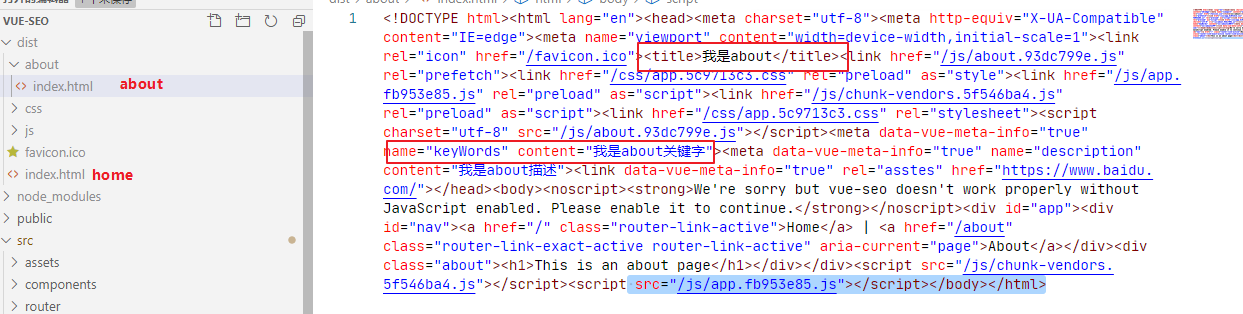 VUE-SEO
dist
about
index.html about
css
js
favicon.ico
index.html home
node_modules
public
src
assets
components
router
1
<!DOCTYPE html><html lang="en"><head><meta charset="utf-8"><meta http-equiv="X-UA-Compatible"
content="IE=edge"><meta name="viewport" content="width=device-width,initial-scale=1"><link
rel="icon" href="/favicon.ico"><title>我是about</title><link href="/js/about.93dc799e.js"
rel="prefetch"><link href="/css/app.5c9713c3.css" rel="preload" as="style"><link href="/js/app.
fb953e85.js" rel="preload" as="script"><link href="/js/chunk-vendors.5f546ba4.js"
rel="preload" as="script"><link href="/css/app.5c9713c3.css" rel="stylesheet"><script
charset="utf-8" src="/js/about.93dc799e.js"></script><meta data-vue-meta-info="true"
name="keyWords" content="我是about关键字"><meta data-vue-meta-info="true" name="description"
content="我是about描述"><link data-vue-meta-info="true" rel="asstes" href="https://www.baidu.
com/"></head><body><noscript><strong>We're sorry but vue-seo doesn't work properly without
JavaScript enabled. Please enable it to continue.</strong></noscript><div id="app"><div
id="nav"><a href="/" class="router-link-active">Home</a> | <a href="/about"
class="router-link-exact-active router-link-active" aria-current="page">About</a></div><div
class="about"><h1>This is an about page</h1></div></div><script src="/js/chunk-vendors.
5f546ba4.js"></script><script src="/js/app.fb953e85.js"></script></body></html>